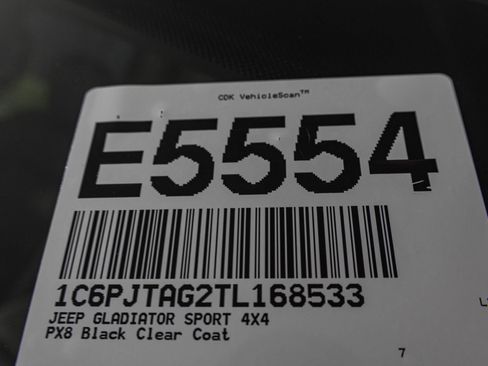 CDK VehicleScan™
E5554
1C6PJTAG2TL168533
JEEP GLADIATOR SPORT 4X4
PX8 Black Clear Coat
7